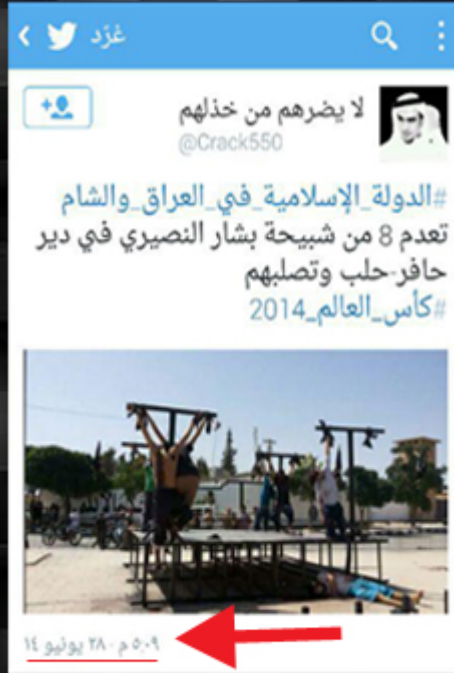 غرّد
لا يضرهم من خذلهم
@Crack550
#الدولة_الإسلامية_في_العراق_والشام
تعدم 8 من شبيحة بشار النصيري في دير
حافر-حلب وتصلبهم
#كأس_العالم_2014
٥:٠٩ م - ٢٨ يونيو ١٤